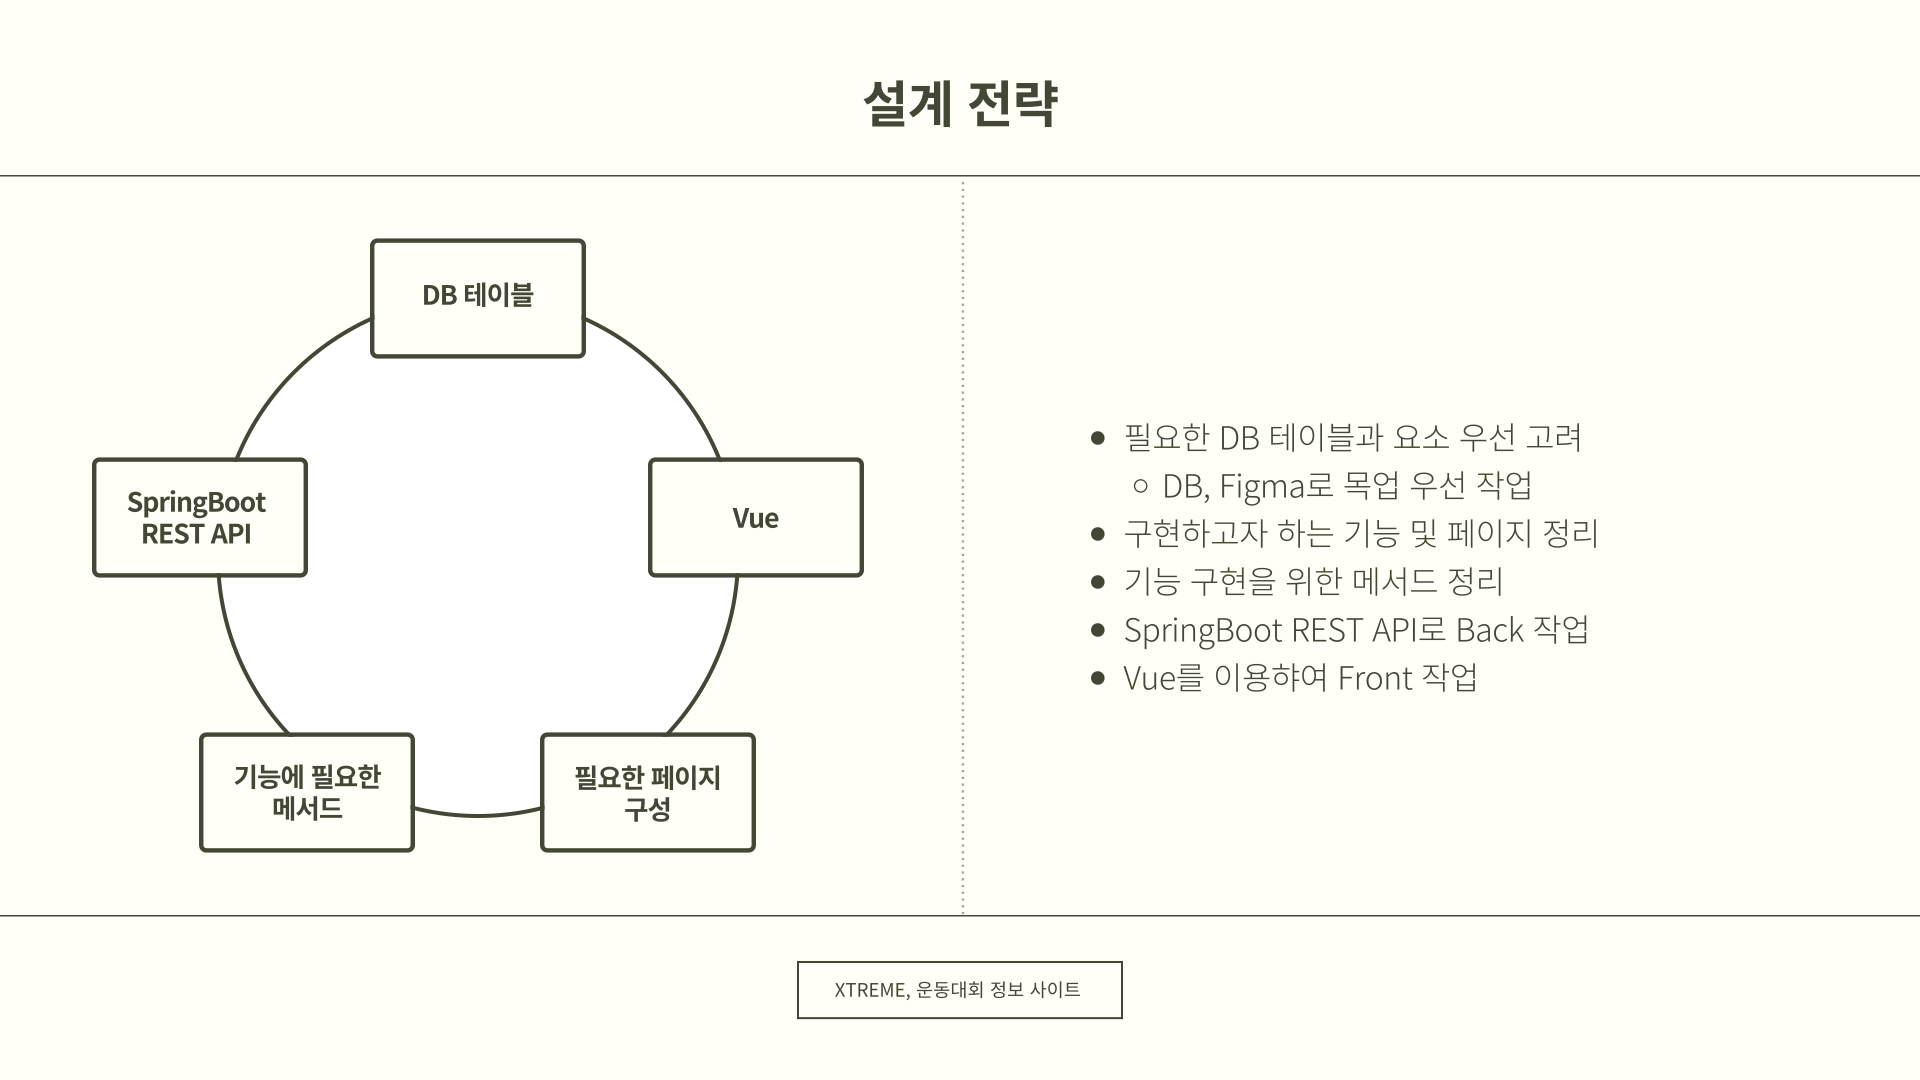 설계 전략
DB 테이블
SpringBoot
REST API
Vue
기능에 필요한
메서드
필요한 페이지
구성
● 필요한 DB 테이블과 요소 우선 고려
○ DB, Figma로 목업 우선 작업
● 구현하고자 하는 기능 및 페이지 정리
● 기능 구현을 위한 메서드 정리
● SpringBoot REST API로 Back 작업
● Vue를 이용햐여 Front 작업
XTREME, 운동대회 정보 사이트